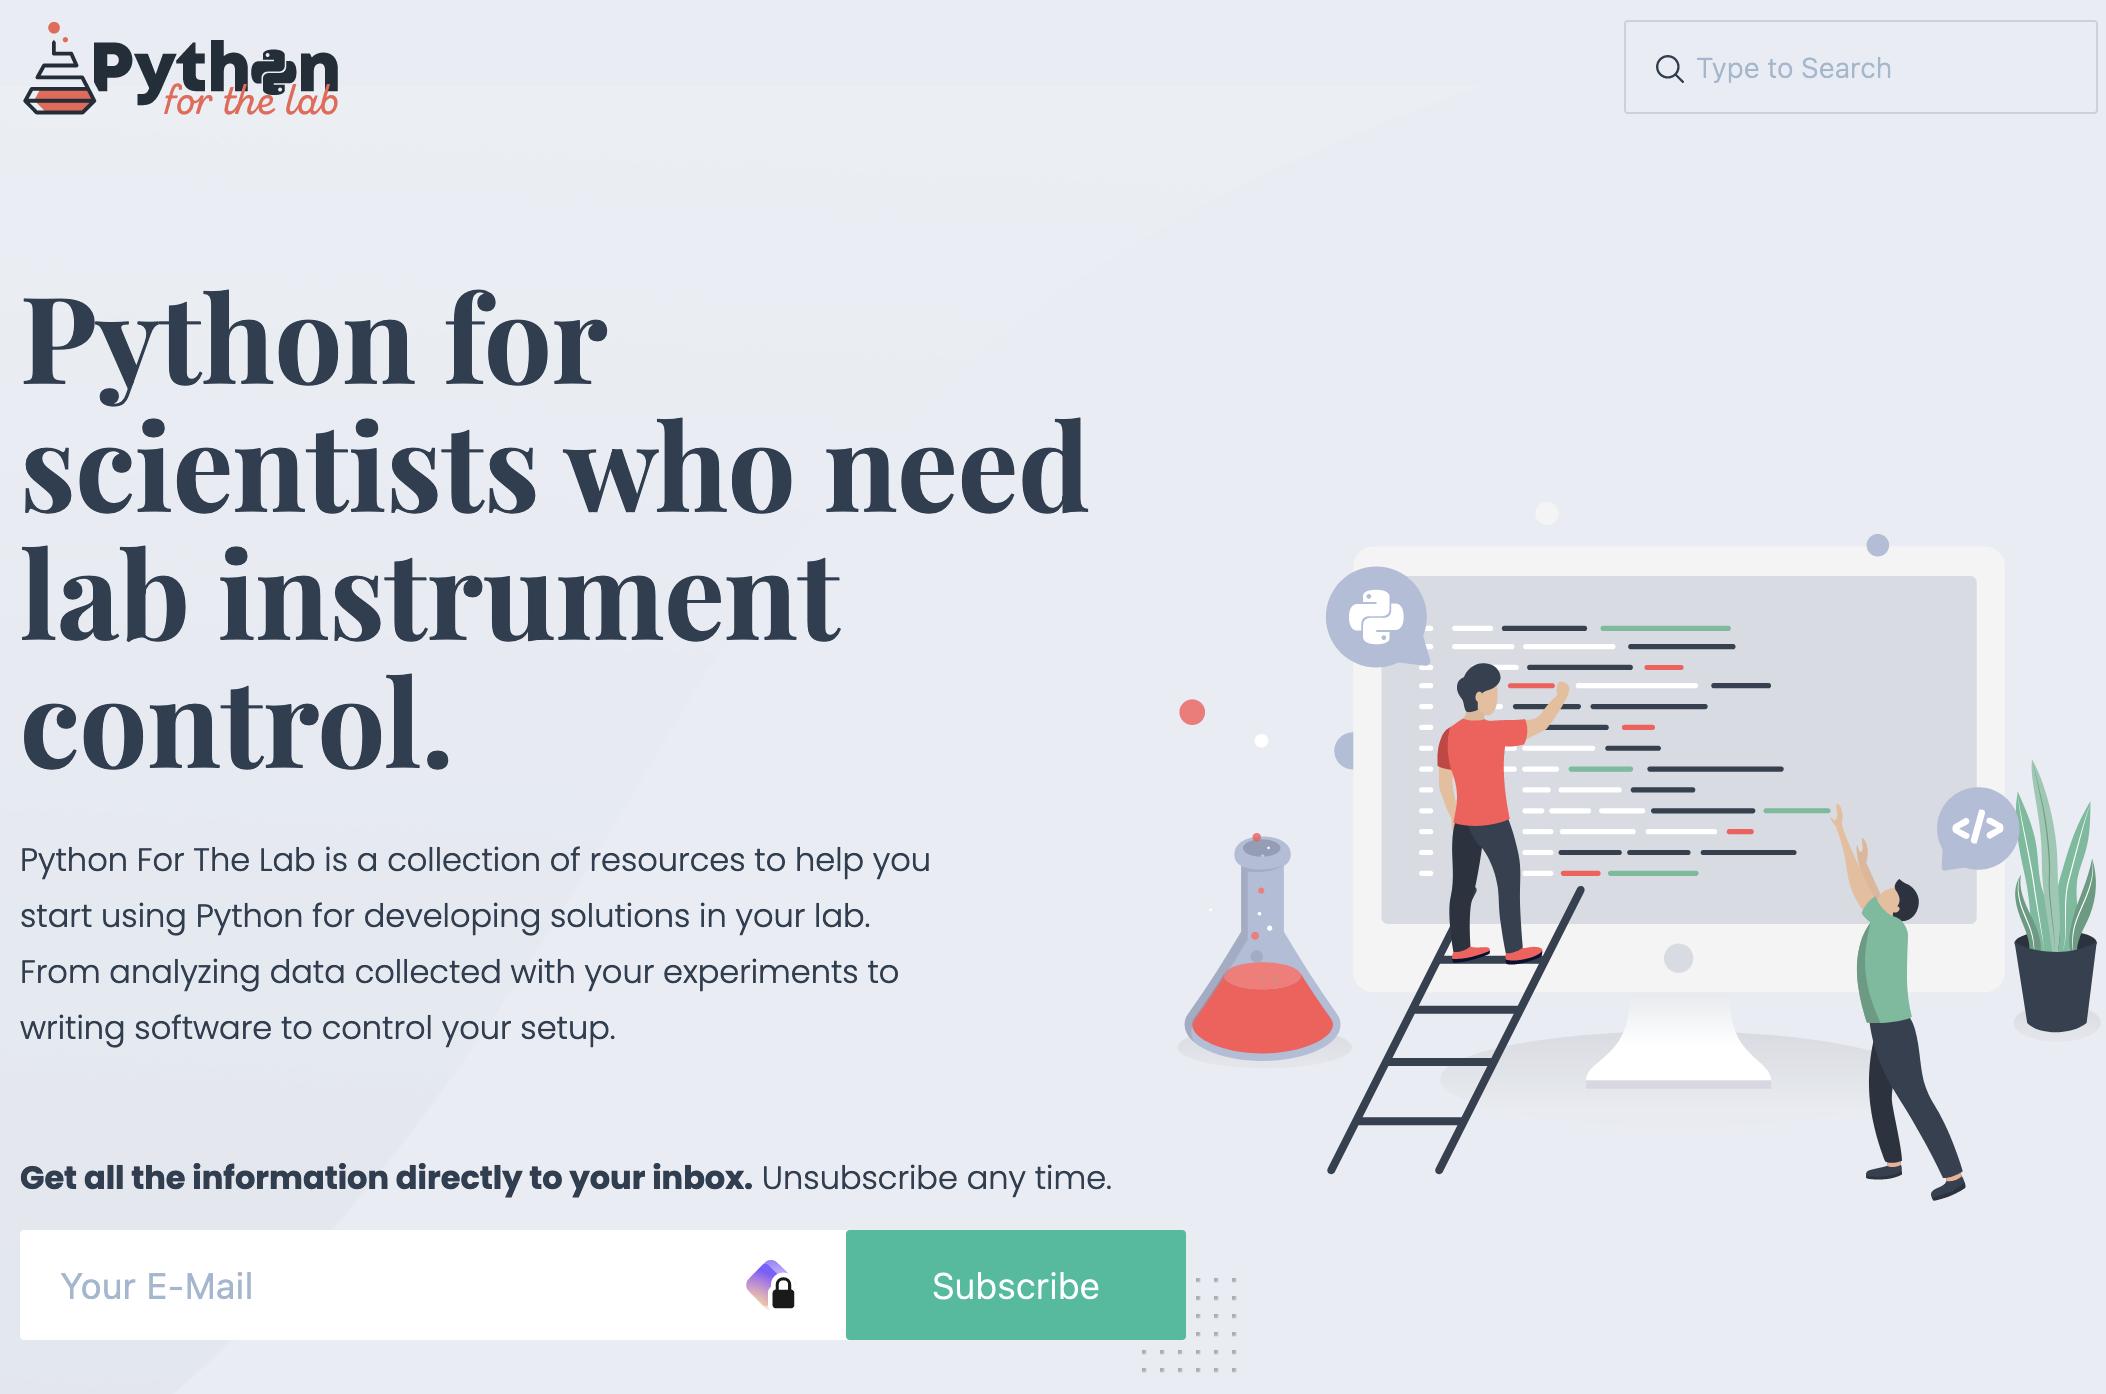 Python
for the lab
Type to Search
Python for
scientists who need
lab instrument
control.
Python For The Lab is a collection of resources to help you
start using Python for developing solutions in your lab.
From analyzing data collected with your experiments to
writing software to control your setup.
Get all the information directly to your inbox. Unsubscribe any time.
Your E-Mail
Subscribe